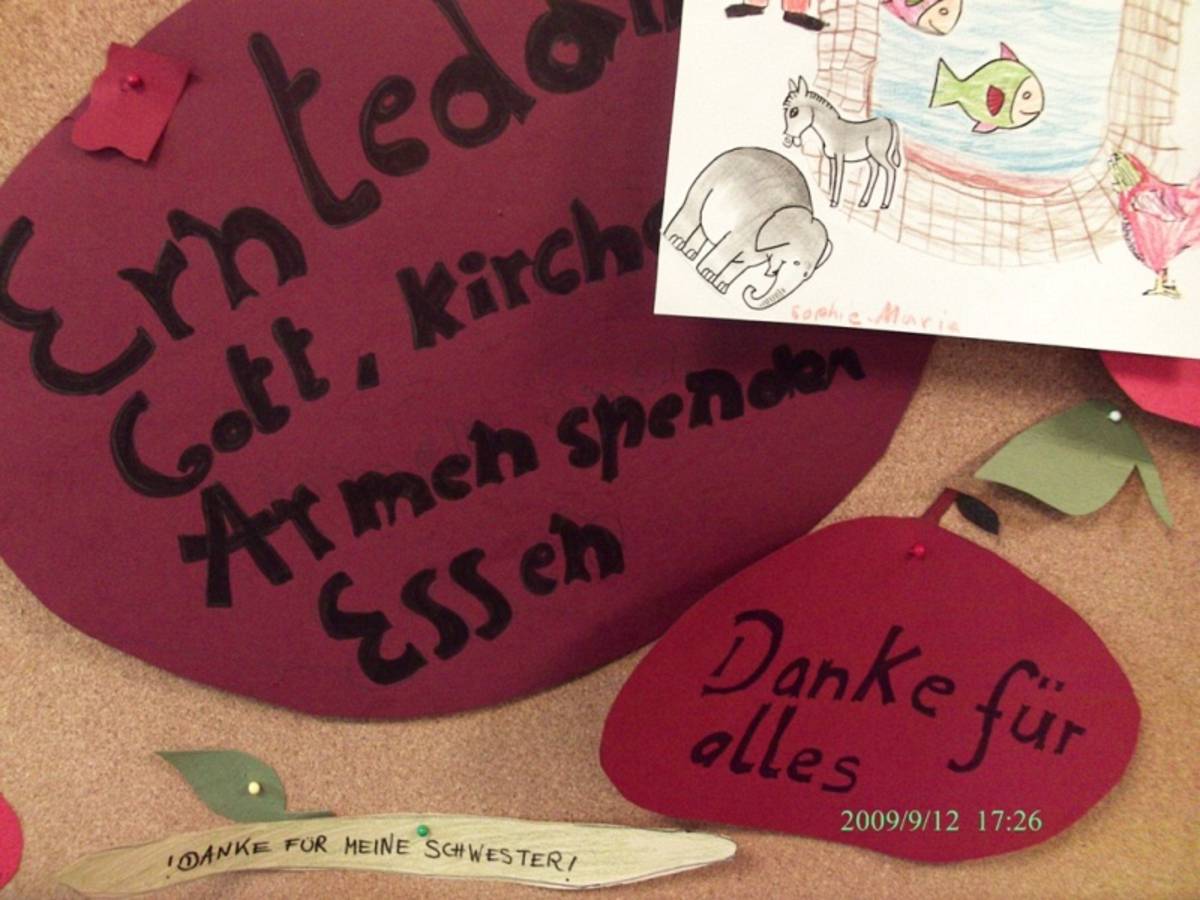 Erntedan
Gott, Kirche
Armen spenden
Essen
Sophie-Marie
Danke für
alles
2009/9/12 17:26
!DANKE FÜR MEINE SCHWESTER!